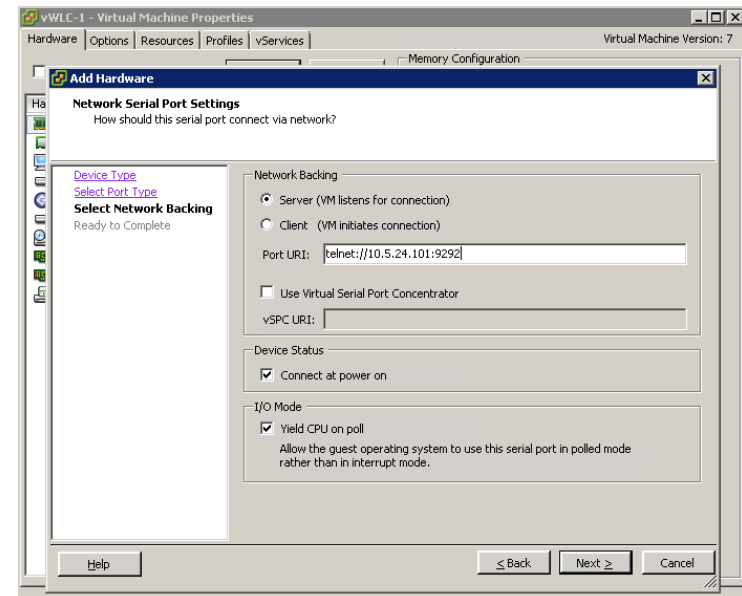 vWLC-1 - Virtual Machine Properties
Hardware Options Resources Profiles vServices Virtual Machine Version: 7
Memory Configuration
Add Hardware
Ha
Network Serial Port Settings
How should this serial port connect via network?
Device Type
Select Port Type
Select Network Backing
Ready to Complete
Network Backing
Server (VM listens for connection)
Client (VM initiates connection)
Port URI: telnet://10.5.24.101:9292
Use Virtual Serial Port Concentrator
vSPC URI:
Device Status
Connect at power on
I/O Mode
Yield CPU on poll
Allow the guest operating system to use this serial port in polled mode
rather than in interrupt mode.
Help < Back Next > Cancel